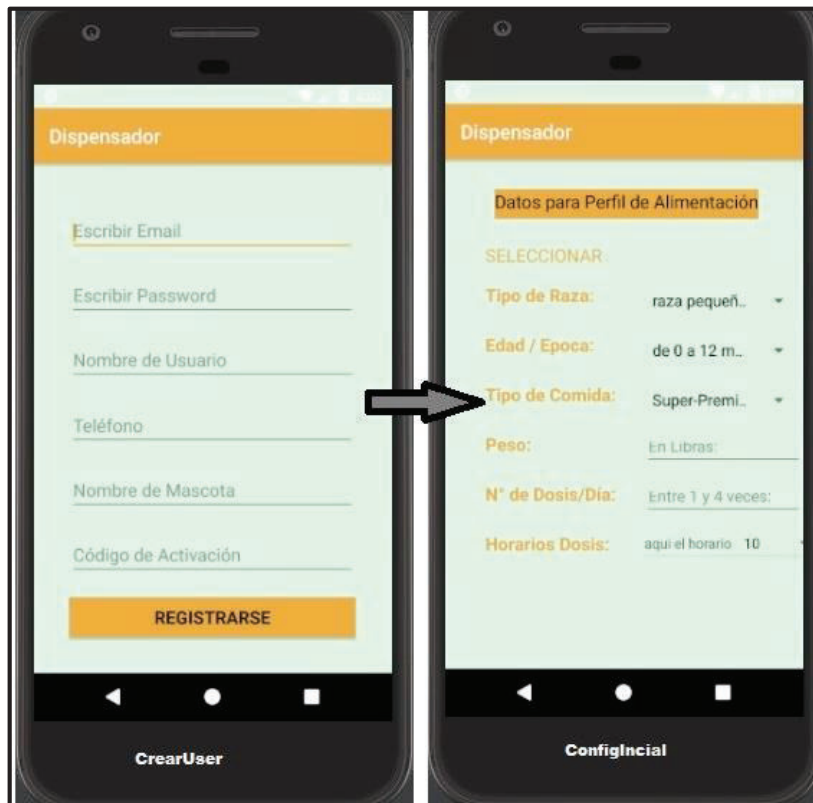 Dispensador
Escribir Email
Escribir Password
Nombre de Usuario
Teléfono
Nombre de Mascota
Código de Activación
REGISTRARSE
CrearUser
Dispensador
Datos para Perfil de Alimentación
SELECCIONAR
Tipo de Raza: raza pequeñ..
Edad / Epoca: de 0 a 12 m..
Tipo de Comida: Super-Premi..
Peso: En Libras:
N° de Dosis/Día: Entre 1 y 4 veces:
Horarios Dosis: aqui el horario 10
ConfigIncial